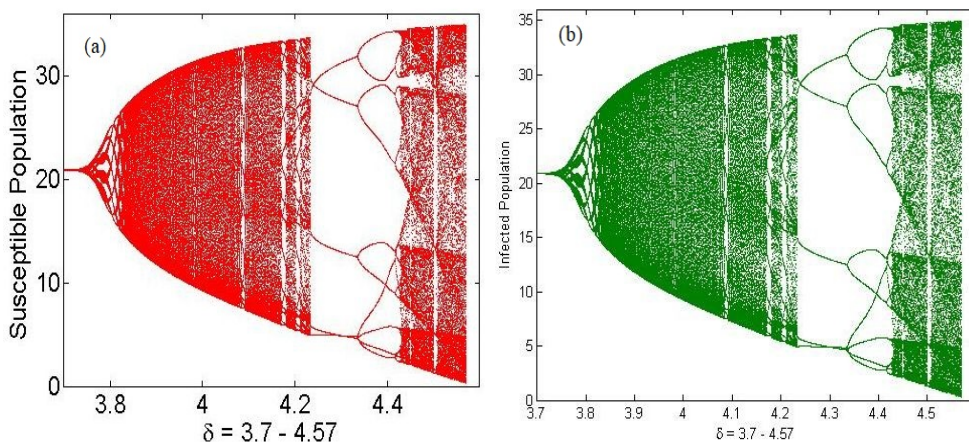 (a)
Susceptible Population
30
20
10
0
3.8 4 4.2 4.4
δ = 3.7 - 4.57
(b)
Infected Population
35
30
25
20
15
10
5
0
3.7 3.8 3.9 4 4.1 4.2 4.3 4.4 4.5
δ = 3.7 - 4.57